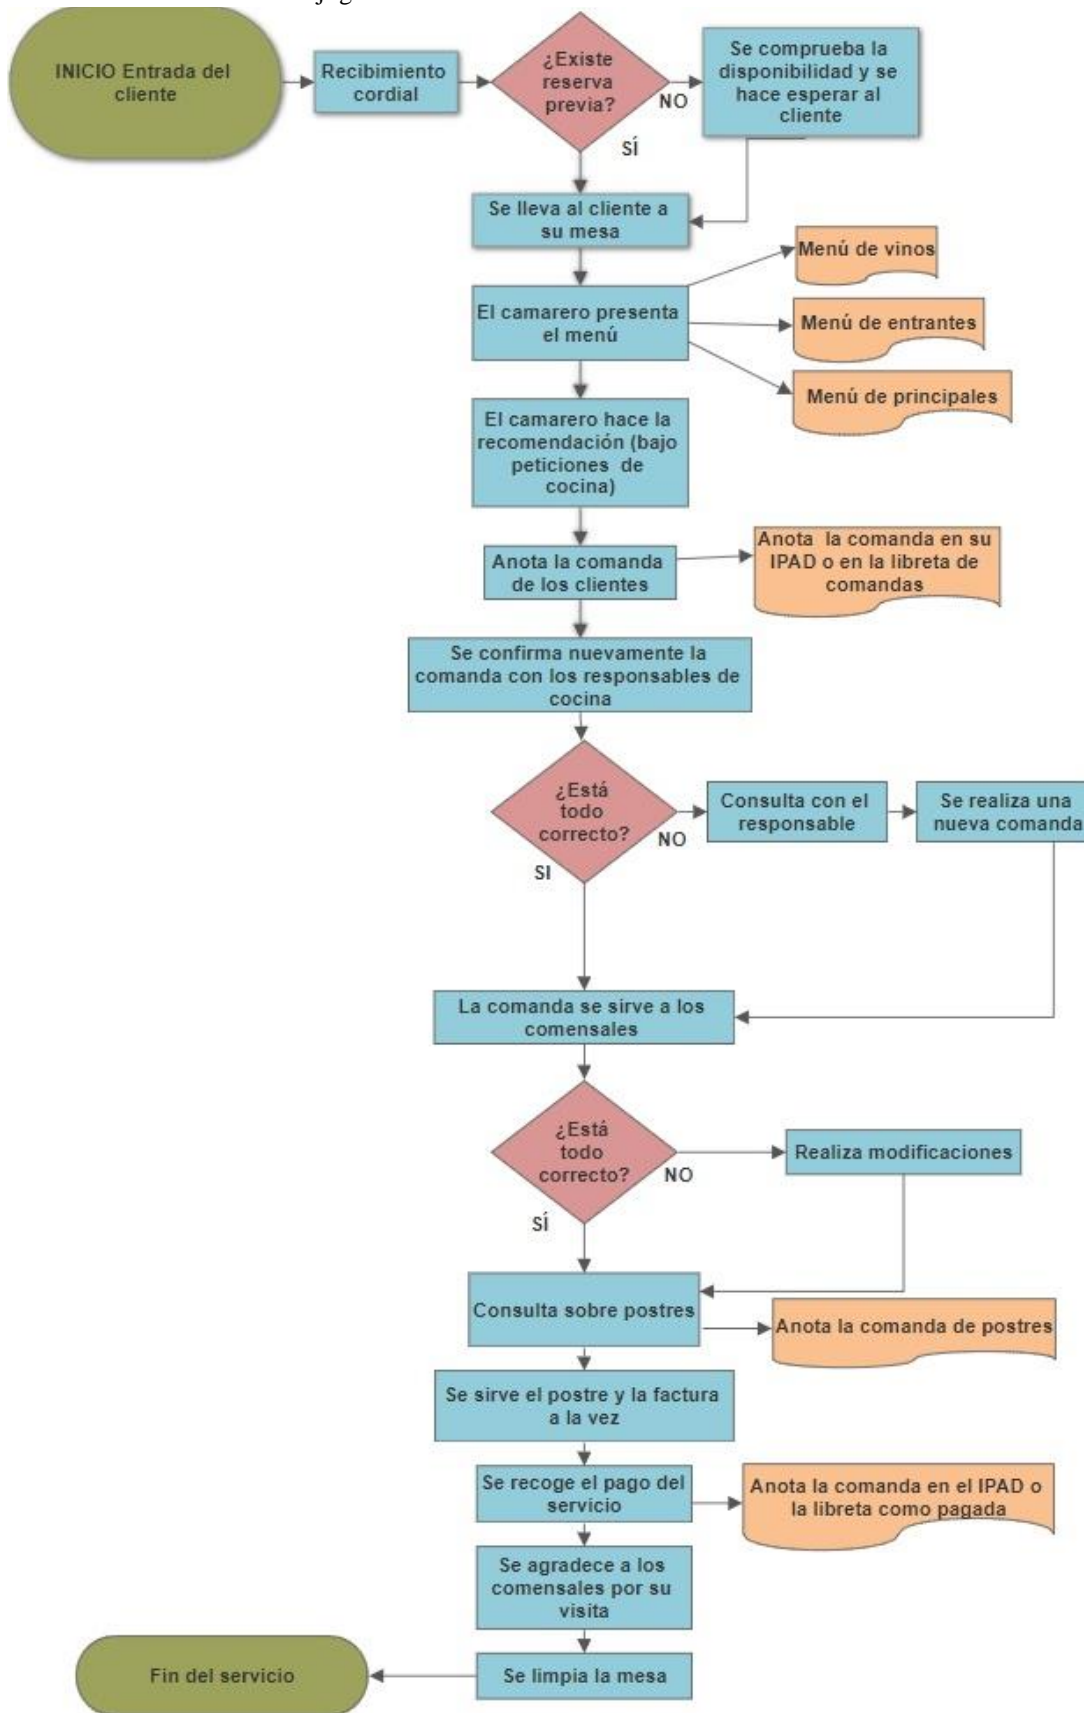 INICIO Entrada del
cliente
Recibimiento
cordial
¿Existe
reserva
previa?
NO
Se comprueba la
disponibilidad y se
hace esperar al
cliente
SÍ
Se lleva al cliente a
su mesa
Menú de vinos
El camarero presenta
el menú
Menú de entrantes
Menú de principales
El camarero hace la
recomendación (bajo
peticiones de
cocina)
Anota la comanda
de los clientes
Anota la comanda en su
IPAD o en la libreta de
comandas
Se confirma nuevamente la
comanda con los responsables de
cocina
¿Está
todo
correcto?
NO
Consulta con el
responsable
Se realiza una
nueva comanda
SI
La comanda se sirve a los
comensales
¿Está
todo
correcto?
NO
Realiza modificaciones
SÍ
Consulta sobre postres
Anota la comanda de postres
Se sirve el postre y la factura
a la vez
Se recoge el pago del
servicio
Anota la comanda en el IPAD o
la libreta como pagada
Se agradece a los
comensales por su
visita
Se limpia la mesa
Fin del servicio